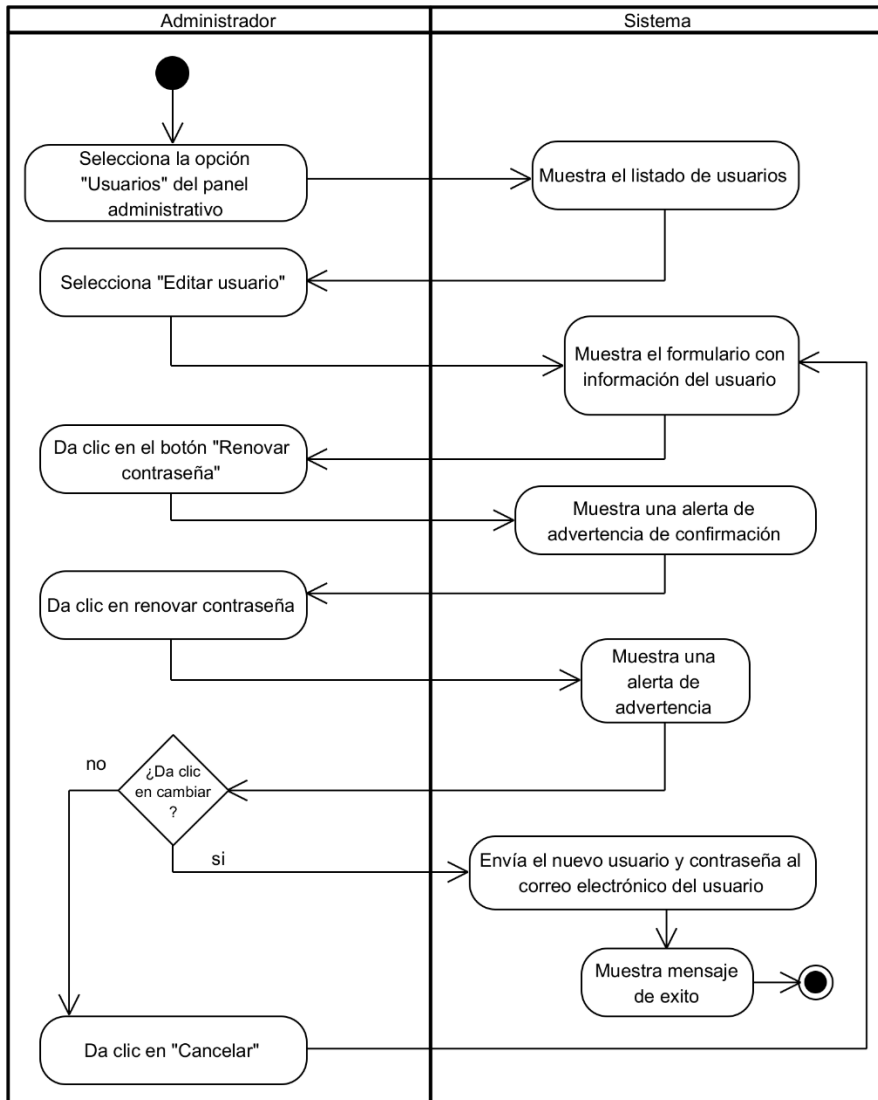 Administrador
Sistema
Selecciona la opción
"Usuarios" del panel
administrativo
Muestra el listado de usuarios
Selecciona "Editar usuario"
Muestra el formulario con
información del usuario
Da clic en el botón "Renovar
contraseña"
Muestra una alerta de
advertencia de confirmación
Da clic en renovar contraseña
Muestra una
alerta de
advertencia
no
¿Da clic
en cambiar
?
si
Envía el nuevo usuario y contraseña al
correo electrónico del usuario
Muestra mensaje
de exito
Da clic en "Cancelar"